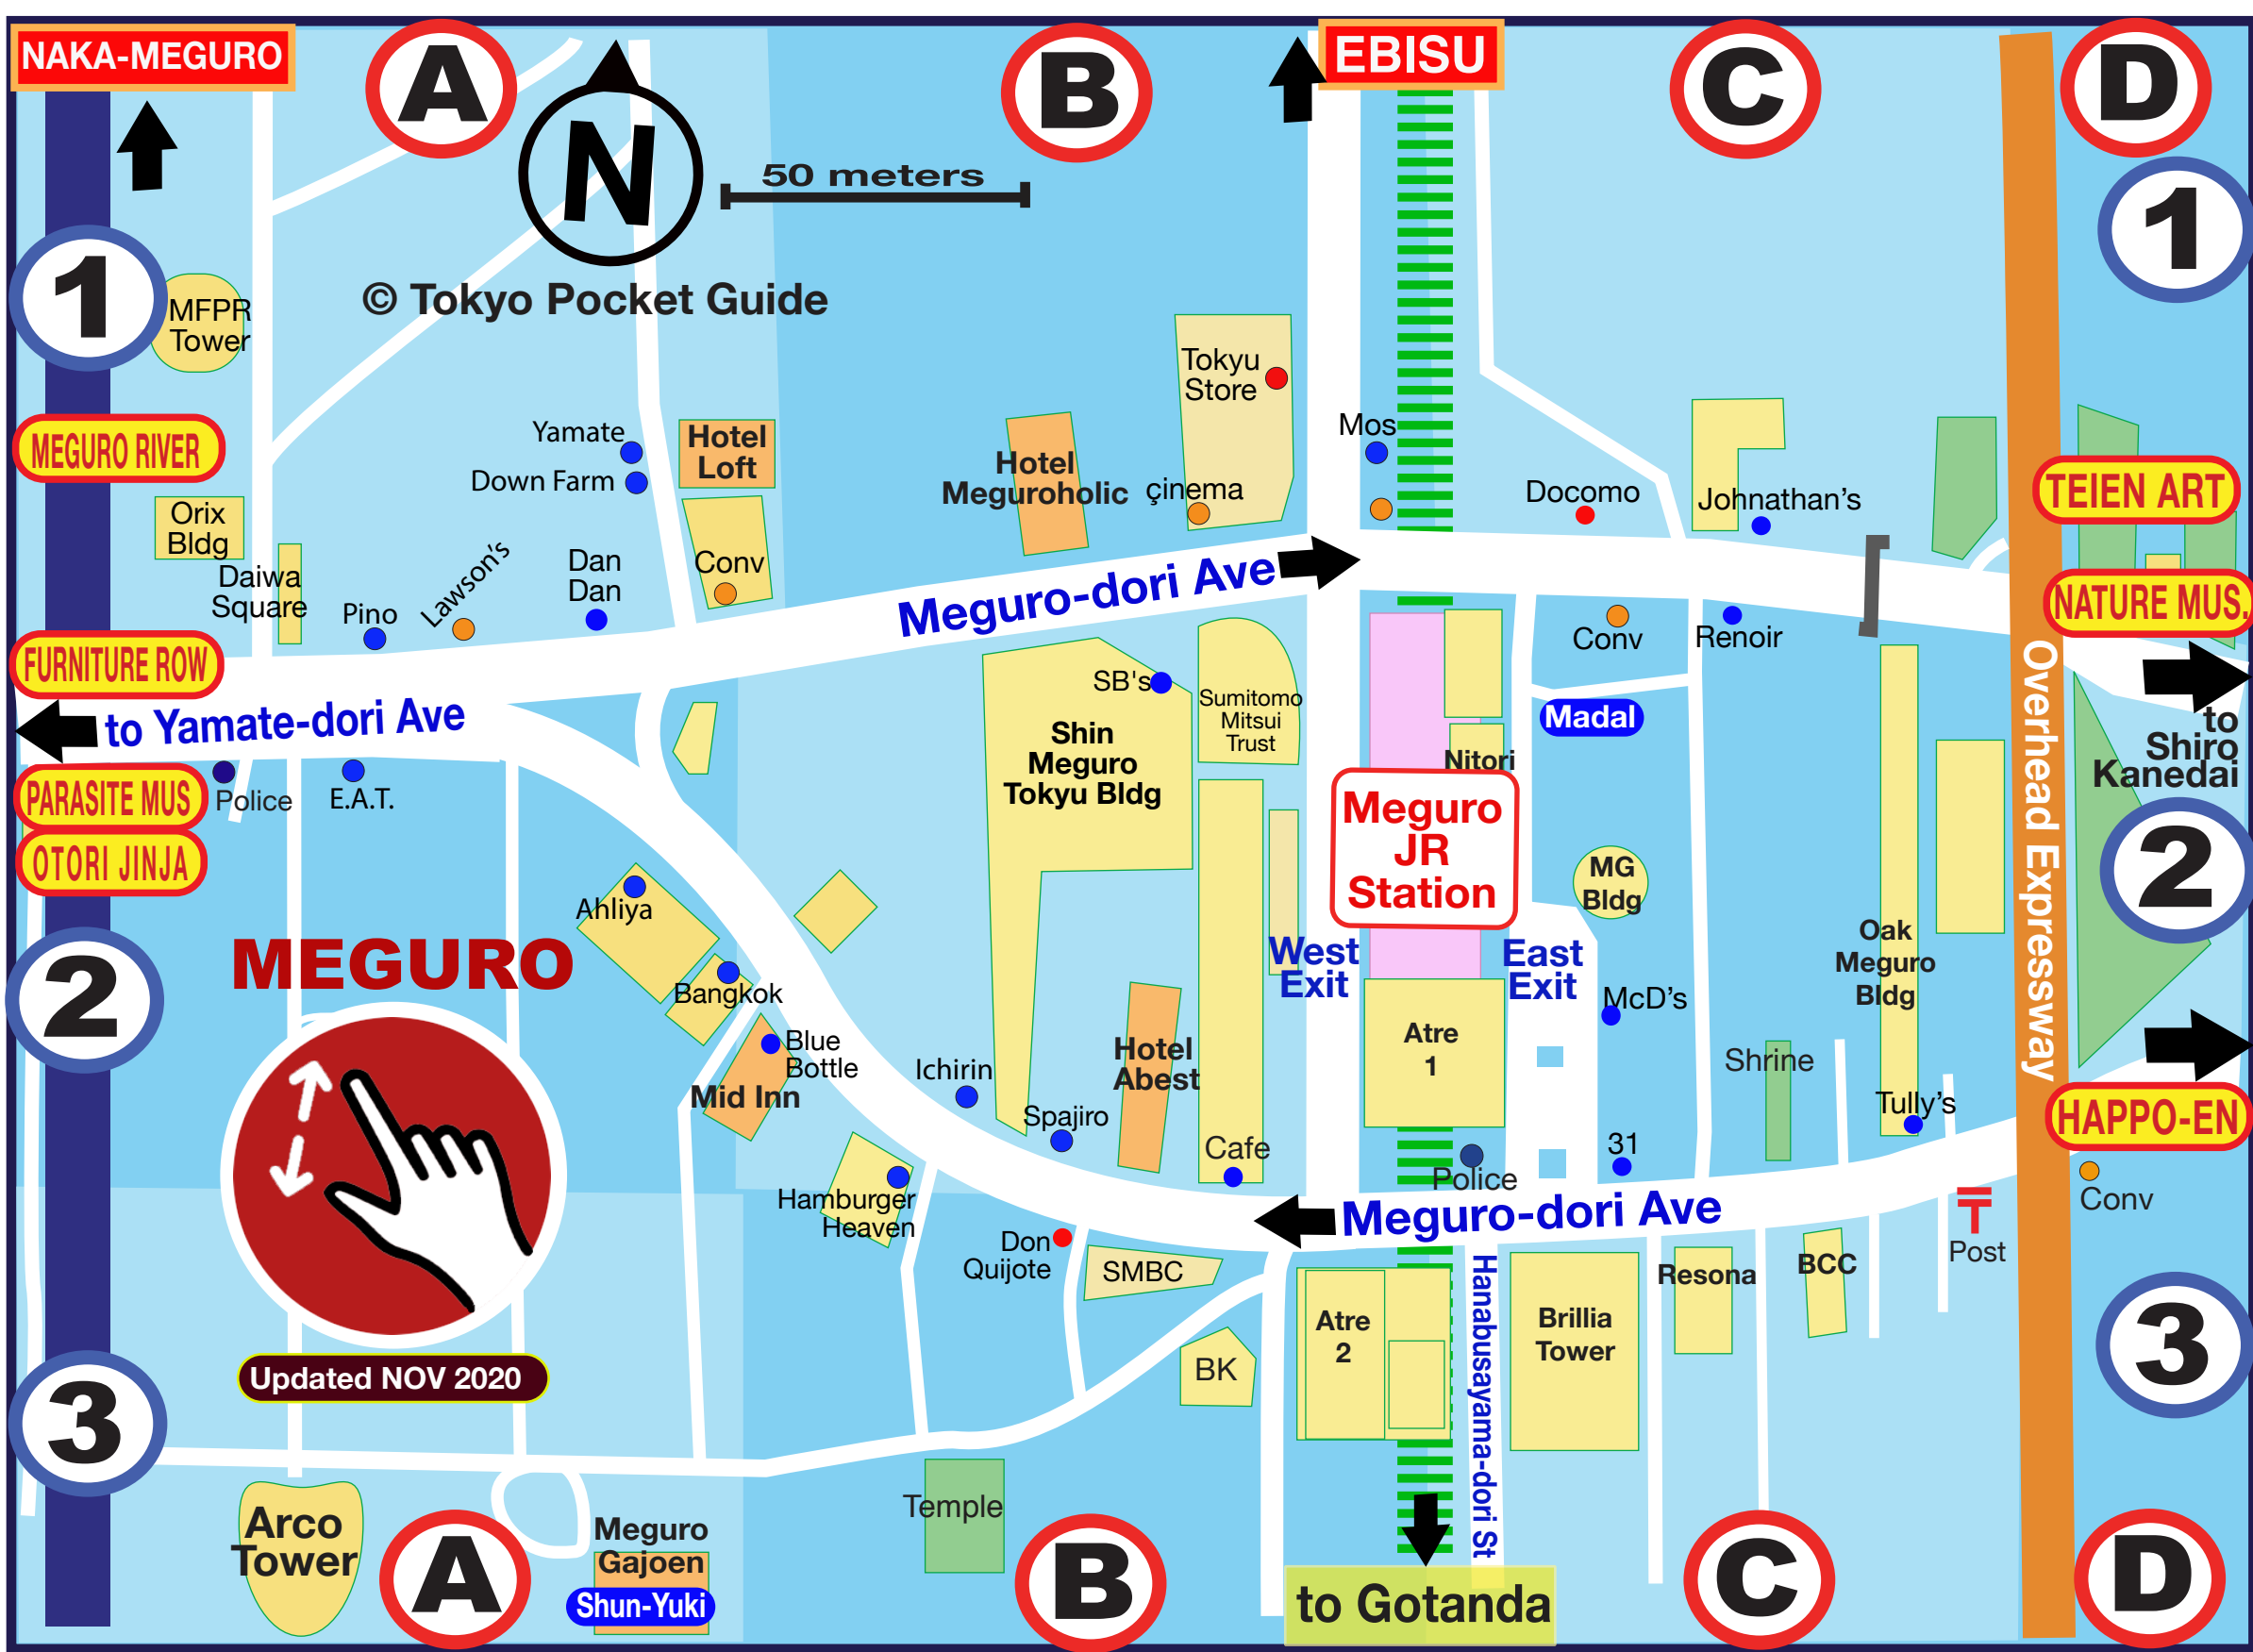 NAKA-MEGURO
A
B
EBISU
C
D
N
50 meters
1
1
© Tokyo Pocket Guide
MFPR
Tower
Tokyo
Store
MEGURO RIVER
Yamate
Down Farm
Hotel
Loft
Hotel
Meguroholic
çinema
Mos
Docomo
Johnathan's
TEIEN ART
Orix
Bldg
Daiwa
Square
Pino
Lawson's
Dan
Dan
Conv
Meguro-dori Ave
Conv
Renoir
NATURE MUS.
FURNITURE ROW
to Yamate-dori Ave
SB's
Shin
Meguro
Tokyu Bldg
Sumitomo
Mitsui
Trust
Madal
Nitori
Overhead Expressway
to
Shiro
Kanedai
PARASITE MUS
Police
E.A.T.
OTORI JINJA
Meguro
JR
Station
MG
Bldg
2
Ahliya
MEGURO
2
Bangkok
West
Exit
East
Exit
Oak
Meguro
Bldg
McD's
Blue
Bottle
Mid Inn
Ichirin
Spajiro
Hotel
Abest
Atre
1
Shrine
Tully's
HAPPO-EN
Cafe
Police
31
Hamburger
Heaven
Meguro-dori Ave
Conv
Post
Don
Quijote
SMBC
Hanabusayama-dori St
Resona
BCC
Atre
2
Brillia
Tower
BK
3
Updated NOV 2020
3
Temple
Arco
Tower
A
Meguro
Gajoen
Shun-Yuki
B
to Gotanda
C
D